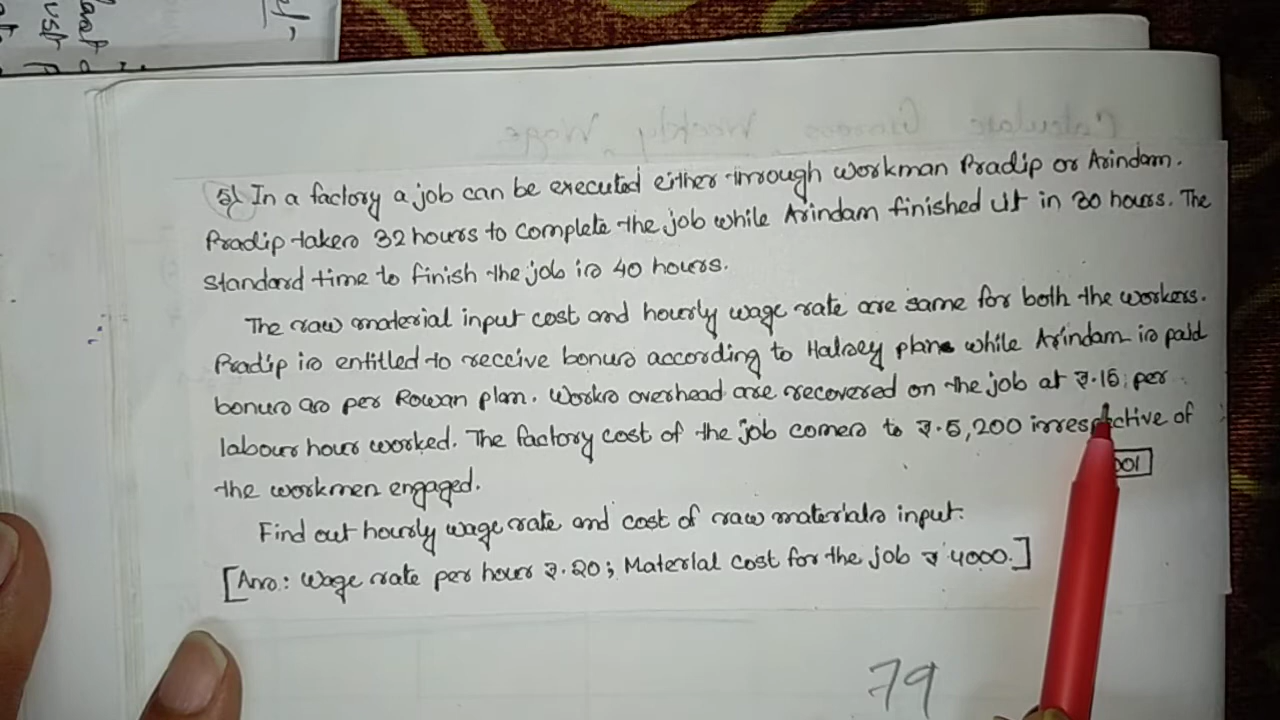 Calculate Gross Weekly Wage
5) In a factory a job can be executed either through workman Pradip or Arindam.
Pradip takes 32 hours to complete the job while Arindam finished it in 30 hours. The
standard time to finish the job is 40 hours.
The raw material input cost and hourly wage rate are same for both the workers.
Pradip is entitled to receive bonus according to Halsey plan while Arindam is paid
bonus as per Rowan plan. Works overhead are recovered on the job at ₹.15 per
labour hour worked. The factory cost of the job comes to ₹.5,200 irrespective of
the workmen engaged.
Find out hourly wage rate and cost of raw materials input.
[Ans: Wage rate per hour ₹.20; Material cost for the job ₹ 4000.]
79